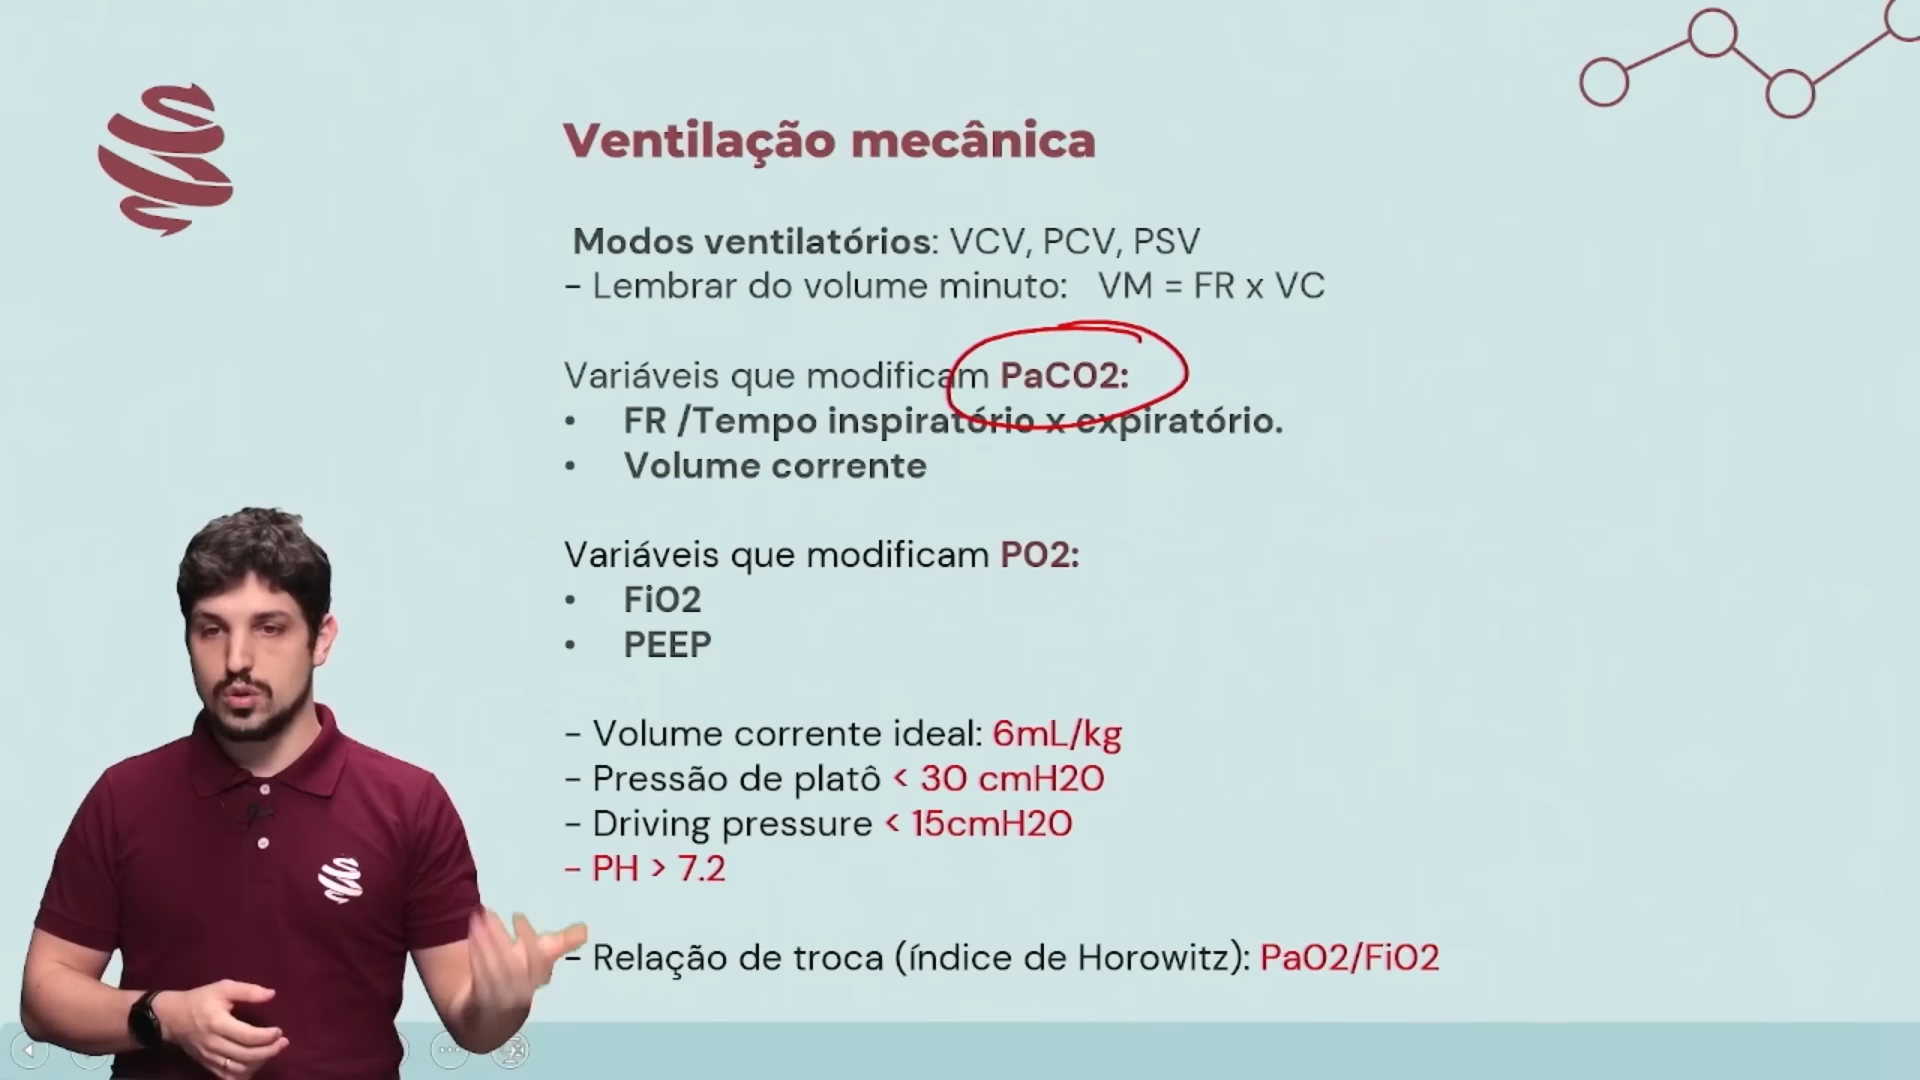 Ventilação mecânica
Modos ventilatórios: VCV, PCV, PSV
- Lembrar do volume minuto: VM = FR x VC
Variáveis que modificam PaCO2:
• FR /Tempo inspiratório x expiratório.
• Volume corrente
Variáveis que modificam PO2:
• FiO2
• PEEP
- Volume corrente ideal: 6mL/kg
- Pressão de platô < 30 cmH2O
- Driving pressure < 15cmH2O
- PH > 7.2
- Relação de troca (índice de Horowitz): PaO2/FiO2